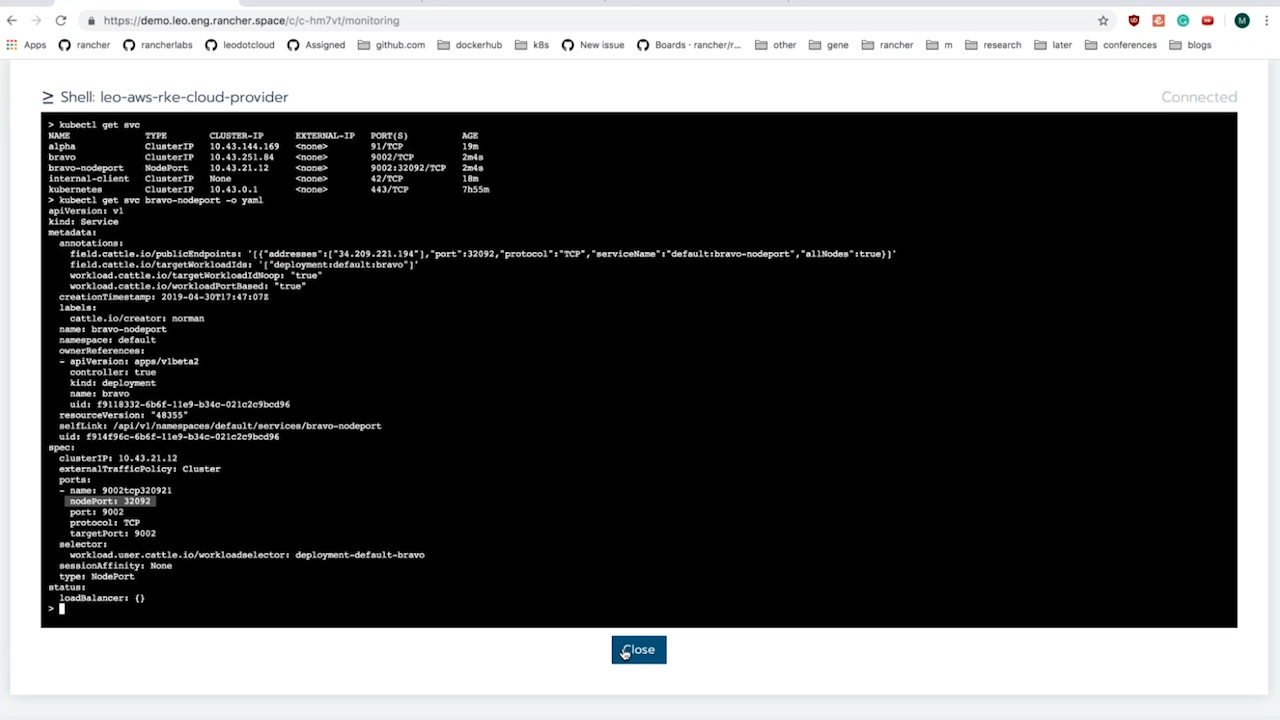 https://demo.leo.eng.rancher.space/c/c-hm7vt/monitoring
M
Apps rancher rancherlabs leodotcloud Assigned github.com dockerhub k8s New issue Boards · rancher/r... other gene rancher m research later conferences blogs
Shell: leo-aws-rke-cloud-provider Connected
> kubectl get svc
NAME TYPE CLUSTER-IP EXTERNAL-IP PORT(S) AGE
alpha ClusterIP 10.43.144.169 <none> 91/TCP 19m
bravo ClusterIP 10.43.251.84 <none> 9002/TCP 2m4s
bravo-nodeport NodePort 10.43.21.12 <none> 9002:32092/TCP 2m4s
internal-client ClusterIP None <none> 42/TCP 18m
kubernetes ClusterIP 10.43.0.1 <none> 443/TCP 7h55m
> kubectl get svc bravo-nodeport -o yaml
apiVersion: v1
kind: Service
metadata:
annotations:
field.cattle.io/publicEndpoints: '[{"addresses":["34.209.221.194"],"port":32092,"protocol":"TCP","serviceName":"default:bravo-nodeport","allNodes":true}]'
field.cattle.io/targetWorkloadIds: '["deployment:default:bravo"]'
workload.cattle.io/targetWorkloadIdNoop: "true"
workload.cattle.io/workloadPortBased: "true"
creationTimestamp: 2019-04-30T17:47:07Z
labels:
cattle.io/creator: norman
name: bravo-nodeport
namespace: default
ownerReferences:
- apiVersion: apps/v1beta2
controller: true
kind: deployment
name: bravo
uid: f9118332-6b6f-11e9-b34c-021c2c9bcd96
resourceVersion: "48355"
selfLink: /api/v1/namespaces/default/services/bravo-nodeport
uid: f914f96c-6b6f-11e9-b34c-021c2c9bcd96
spec:
clusterIP: 10.43.21.12
externalTrafficPolicy: Cluster
ports:
- name: 9002tcp320921
nodePort: 32092
port: 9002
protocol: TCP
targetPort: 9002
selector:
workload.user.cattle.io/workloadselector: deployment-default-bravo
sessionAffinity: None
type: NodePort
status:
loadBalancer: {}
>
Close